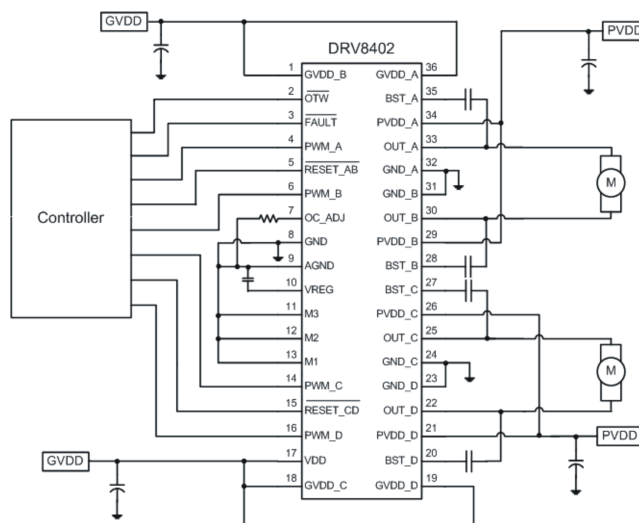 GVDD
PVDD
DRV8402
1 GVDD_B GVDD_A 36
2 OTW BST_A 35
3 FAULT PVDD_A 34
4 PWM_A OUT_A 33
5 RESET_AB GND_A 32
6 PWM_B GND_B 31
7 OC_ADJ OUT_B 30
8 GND PVDD_B 29
9 AGND BST_B 28
10 VREG BST_C 27
11 M3 PVDD_C 26
12 M2 OUT_C 25
13 M1 GND_C 24
14 PWM_C GND_D 23
15 RESET_CD OUT_D 22
16 PWM_D PVDD_D 21
17 VDD BST_D 20
18 GVDD_C GVDD_D 19
Controller
M
M
PVDD
GVDD